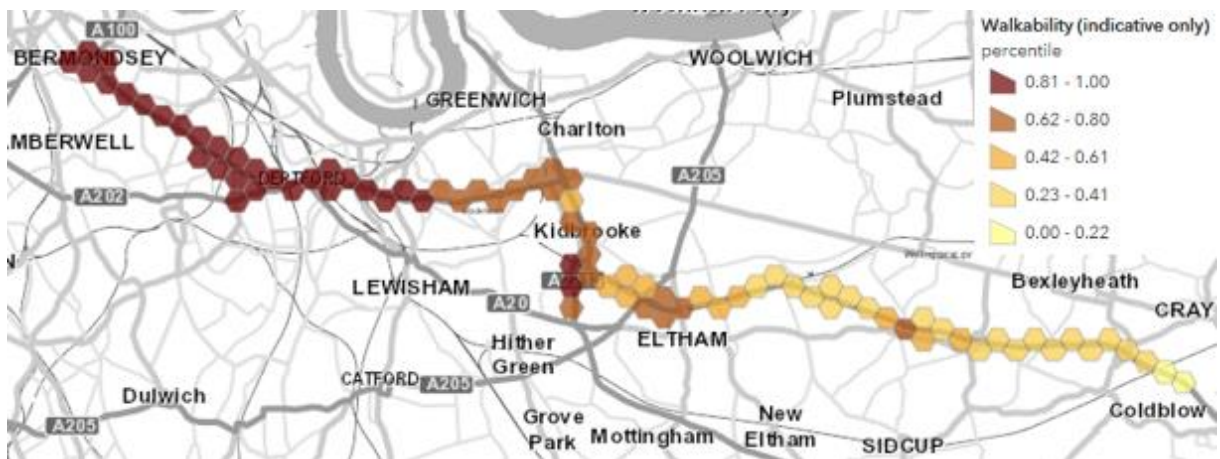 Walkability (indicative only)
percentile
0.81 - 1.00
0.62 - 0.80
0.42 - 0.61
0.23 - 0.41
0.00 - 0.22
A100
BERMONDSEY
WOOLWICH
GREENWICH
Plumstead
Charlton
AMBERWELL
DEPTFORD
A202
A205
Kidbrooke
Bexleyheath
LEWISHAM
A20
CRAY
ELTHAM
Hither
Green
CATFORD
A205
Dulwich
Coldblow
A205
Grove
Park
Mottingham
New
Eltham
SIDCUP